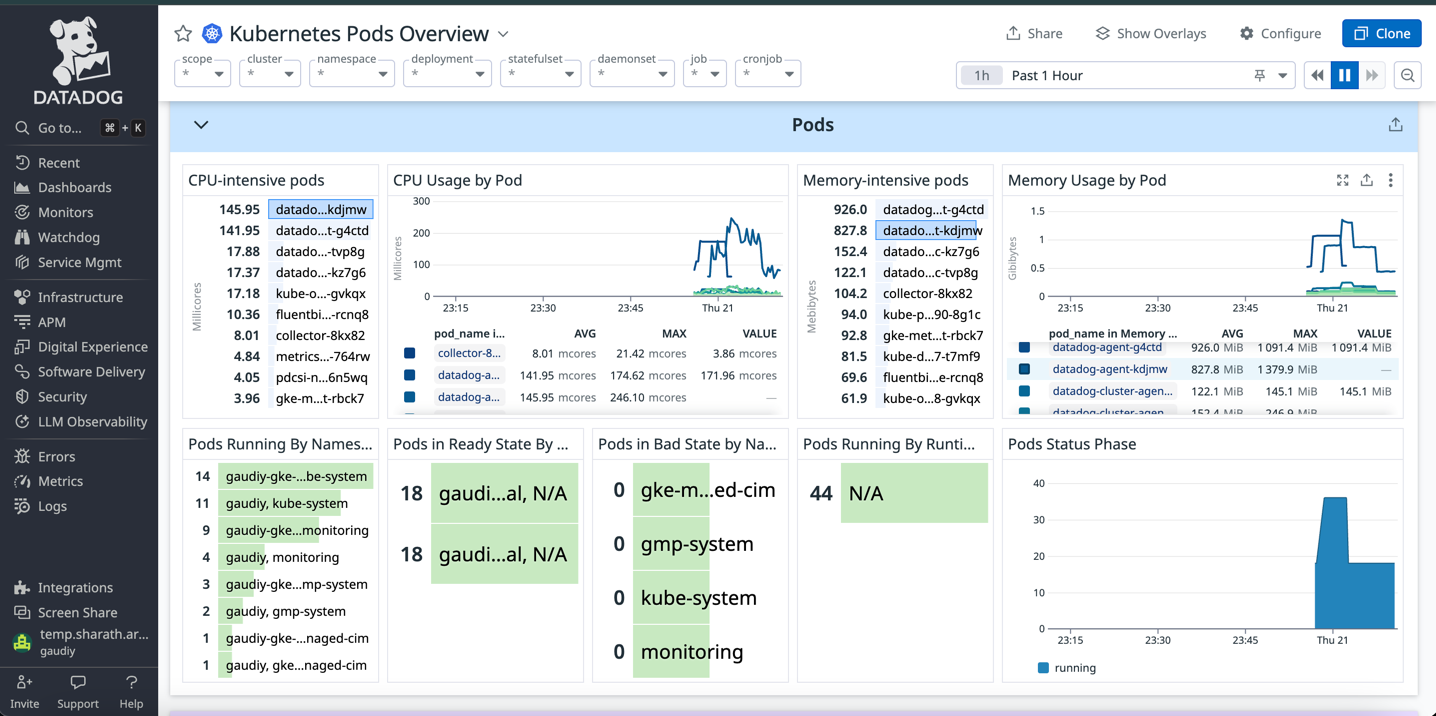 DATADOG
Go to... ⌘ + K
Recent
Dashboards
Monitors
Watchdog
Service Mgmt
Infrastructure
APM
Digital Experience
Software Delivery
Security
LLM Observability
Errors
Metrics
Logs
Integrations
Screen Share
temp.sharath.ar...
gaudiy
Invite Support Help
Kubernetes Pods Overview
Share Show Overlays Configure Clone
scope * cluster * namespace * deployment * statefulset * daemonset * job * cronjob *
1h Past 1 Hour
Pods
CPU-intensive pods
Millicores
145.95 datado...kdjmw
141.95 datado...t-g4ctd
17.88 datado...-tvp8g
17.37 datado...-kz7g6
17.18 kube-o...-gvkqx
10.36 fluentbi...-rcnq8
8.01 collector-8kx82
4.84 metrics...-764rw
4.05 pdcsi-n...6n5wq
3.96 gke-m...t-rbck7
CPU Usage by Pod
Millicores
300
200
100
0
23:15 23:30 23:45 Thu 21
pod_name i... AVG MAX VALUE
collector-8... 8.01 mcores 21.42 mcores 3.86 mcores
datadog-a... 141.95 mcores 174.62 mcores 171.96 mcores
datadog-a... 145.95 mcores 246.10 mcores —
Memory-intensive pods
Mebibytes
926.0 datadog...t-g4ctd
827.8 datado...t-kdjmw
152.4 datado...c-kz7g6
122.1 datado...c-tvp8g
104.2 collector-8kx82
94.0 kube-p...90-8g1c
92.8 gke-met...t-rbck7
81.5 kube-d...7-t7mf9
69.6 fluentbi...e-rcnq8
61.9 kube-o...8-gvkqx
Memory Usage by Pod
Gibibytes
1.5
1
0.5
0
23:15 23:30 23:45 Thu 21
pod_name in Memory ... AVG MAX VALUE
datadog-agent-g4ctd 926.0 MiB 1 091.4 MiB 1 091.4 MiB
datadog-agent-kdjmw 827.8 MiB 1 379.9 MiB —
datadog-cluster-agen... 122.1 MiB 145.1 MiB 145.1 MiB
datadog-cluster-agen... 152.4 MiB 246.9 MiB —
Pods Running By Names...
14 gaudiy-gke-...be-system
11 gaudiy, kube-system
9 gaudiy-gke...monitoring
4 gaudiy, monitoring
3 gaudiy-gke...mp-system
2 gaudiy, gmp-system
1 gaudiy-gke-...naged-cim
1 gaudiy, gke...naged-cim
Pods in Ready State By ...
18 gaudi...al, N/A
18 gaudi...al, N/A
Pods in Bad State by Na...
0 gke-m...ed-cim
0 gmp-system
0 kube-system
0 monitoring
Pods Running By Runti...
44 N/A
Pods Status Phase
40
30
20
10
0
23:15 23:30 23:45 Thu 21
running